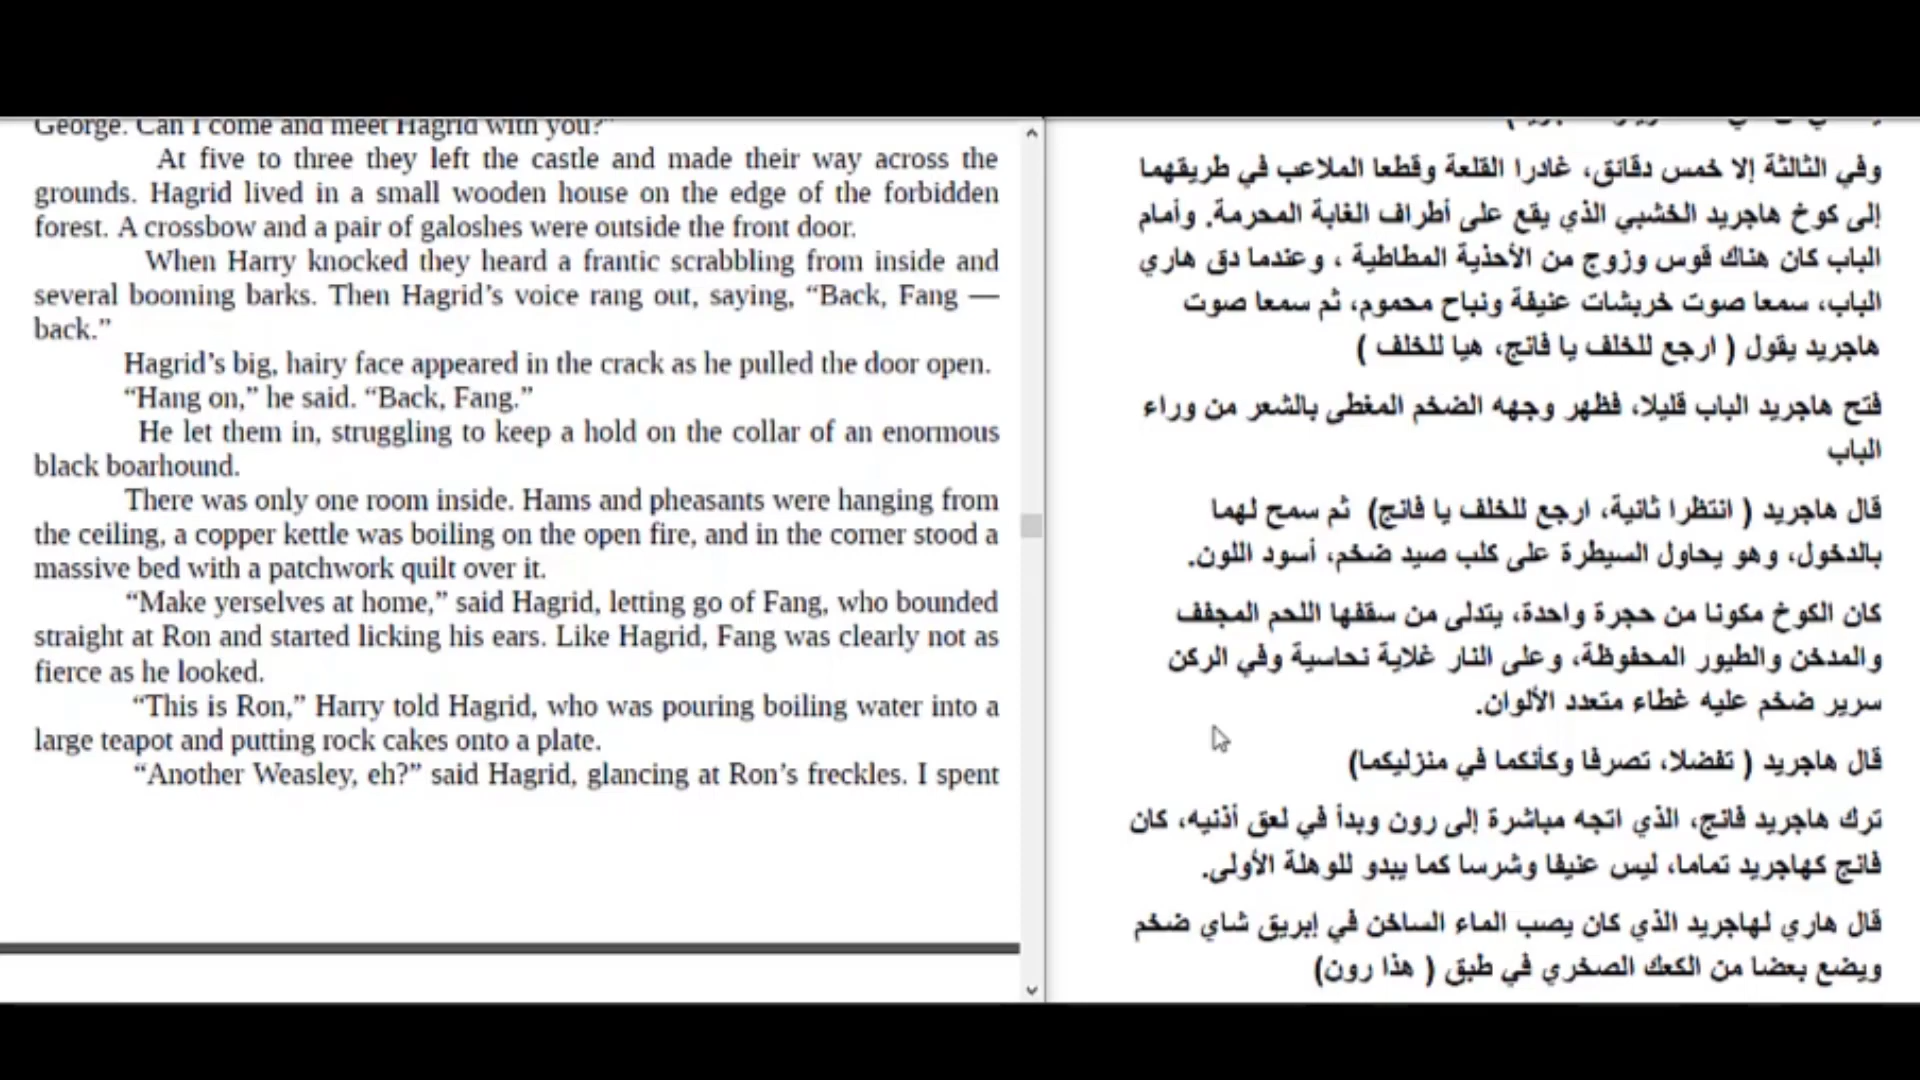 George. Can I come and meet Hagrid with you?”
At five to three they left the castle and made their way across the
grounds. Hagrid lived in a small wooden house on the edge of the forbidden
forest. A crossbow and a pair of galoshes were outside the front door.
When Harry knocked they heard a frantic scrabbling from inside and
several booming barks. Then Hagrid’s voice rang out, saying, “Back, Fang —
back.”
Hagrid’s big, hairy face appeared in the crack as he pulled the door open.
“Hang on,” he said. “Back, Fang.”
He let them in, struggling to keep a hold on the collar of an enormous
black boarhound.
There was only one room inside. Hams and pheasants were hanging from
the ceiling, a copper kettle was boiling on the open fire, and in the corner stood a
massive bed with a patchwork quilt over it.
“Make yerselves at home,” said Hagrid, letting go of Fang, who bounded
straight at Ron and started licking his ears. Like Hagrid, Fang was clearly not as
fierce as he looked.
“This is Ron,” Harry told Hagrid, who was pouring boiling water into a
large teapot and putting rock cakes onto a plate.
“Another Weasley, eh?” said Hagrid, glancing at Ron’s freckles. I spent
وفي الثالثة إلا خمس دقائق، غادرا القلعة وقطعا الملاعب في طريقهما
إلى كوخ هاجريد الخشبي الذي يقع على أطراف الغابة المحرمة. وأمام
الباب كان هناك قوس وزوج من الأحذية المطاطية ، وعندما دق هاري
الباب، سمعا صوت خربشات عنيفة ونباح محموم، ثم سمعا صوت
هاجريد يقول ( ارجع للخلف يا فانج، هيا للخلف )
فتح هاجريد الباب قليلا، فظهر وجهه الضخم المغطى بالشعر من وراء
الباب
قال هاجريد ( انتظرا ثانية، ارجع للخلف يا فانج) ثم سمح لهما
بالدخول، وهو يحاول السيطرة على كلب صيد ضخم، أسود اللون.
كان الكوخ مكونا من حجرة واحدة، يتدلى من سقفها اللحم المجفف
والمدخن والطيور المحفوظة، وعلى النار غلاية نحاسية وفي الركن
سرير ضخم عليه غطاء متعدد الألوان.
قال هاجريد ( تفضلا، تصرفا وكأنكما في منزليكما)
ترك هاجريد فانج، الذي اتجه مباشرة إلى رون وبدأ في لعق أذنيه، كان
فانج كهاجريد تماما، ليس عنيفا وشرسا كما يبدو للوهلة الأولى.
قال هاري لهاجريد الذي كان يصب الماء الساخن في إبريق شاي ضخم
ويضع بعضا من الكعك الصخري في طبق ( هذا رون)